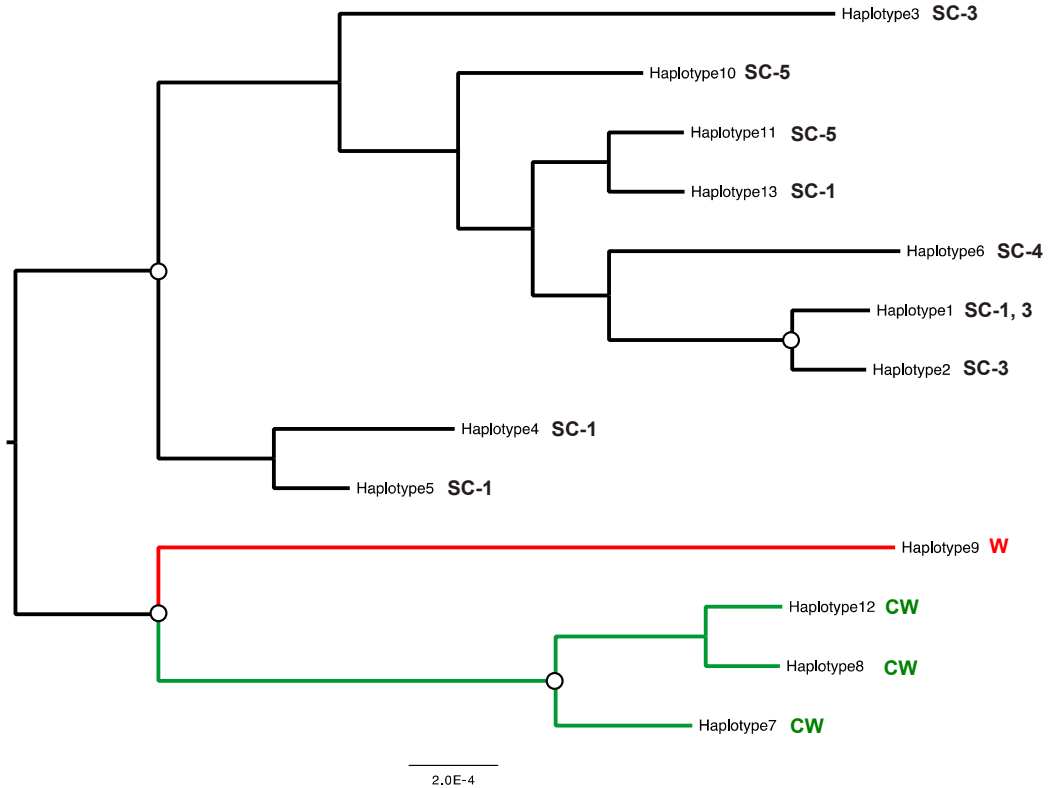 Haplotype3 SC-3
Haplotype10 SC-5
Haplotype11 SC-5
Haplotype13 SC-1
Haplotype6 SC-4
Haplotype1 SC-1, 3
Haplotype2 SC-3
Haplotype4 SC-1
Haplotype5 SC-1
Haplotype9 W
Haplotype12 CW
Haplotype8 CW
Haplotype7 CW
2.0E-4